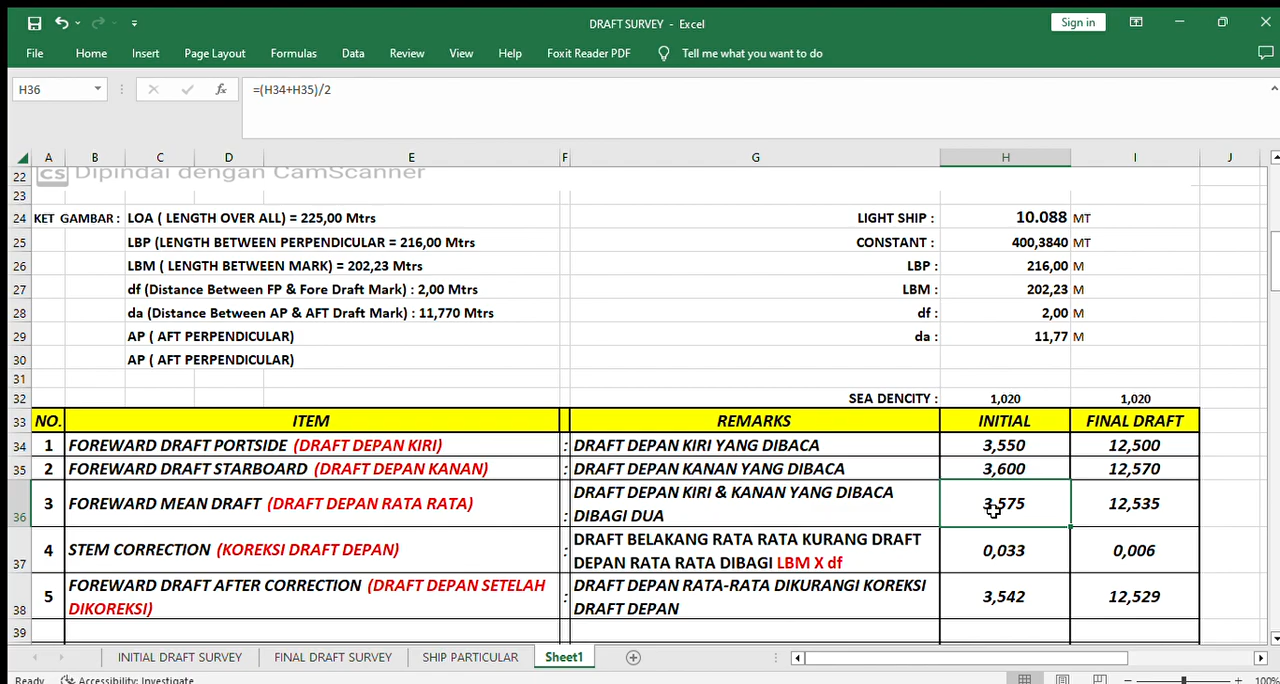 DRAFT SURVEY - Excel
Sign in
File Home Insert Page Layout Formulas Data Review View Help Foxit Reader PDF Tell me what you want to do
H36 fx =(H34+H35)/2
A B C D E F G H I J
22 CS Dipindai dengan CamScanner
23
24 KET GAMBAR : LOA ( LENGTH OVER ALL) = 225,00 Mtrs LIGHT SHIP : 10.088 MT
25 LBP (LENGTH BETWEEN PERPENDICULAR = 216,00 Mtrs CONSTANT : 400,3840 MT
26 LBM ( LENGTH BETWEEN MARK) = 202,23 Mtrs LBP : 216,00 M
27 df (Distance Between FP & Fore Draft Mark) : 2,00 Mtrs LBM : 202,23 M
28 da (Distance Between AP & AFT Draft Mark) : 11,770 Mtrs df : 2,00 M
29 AP ( AFT PERPENDICULAR) da : 11,77 M
30 AP ( AFT PERPENDICULAR)
31
32 SEA DENCITY : 1,020 1,020
33 NO. ITEM REMARKS INITIAL FINAL DRAFT
34 1 FOREWARD DRAFT PORTSIDE (DRAFT DEPAN KIRI) : DRAFT DEPAN KIRI YANG DIBACA 3,550 12,500
35 2 FOREWARD DRAFT STARBOARD (DRAFT DEPAN KANAN) : DRAFT DEPAN KANAN YANG DIBACA 3,600 12,570
36 3 FOREWARD MEAN DRAFT (DRAFT DEPAN RATA RATA) : DRAFT DEPAN KIRI & KANAN YANG DIBACA
DIBAGI DUA 3,575 12,535
37 4 STEM CORRECTION (KOREKSI DRAFT DEPAN) : DRAFT BELAKANG RATA RATA KURANG DRAFT
DEPAN RATA RATA DIBAGI LBM X df 0,033 0,006
38 5 FOREWARD DRAFT AFTER CORRECTION (DRAFT DEPAN SETELAH
DIKOREKSI) : DRAFT DEPAN RATA-RATA DIKURANGI KOREKSI
DRAFT DEPAN 3,542 12,529
39
INITIAL DRAFT SURVEY FINAL DRAFT SURVEY SHIP PARTICULAR Sheet1
Ready Accessibility: Investigate 100%